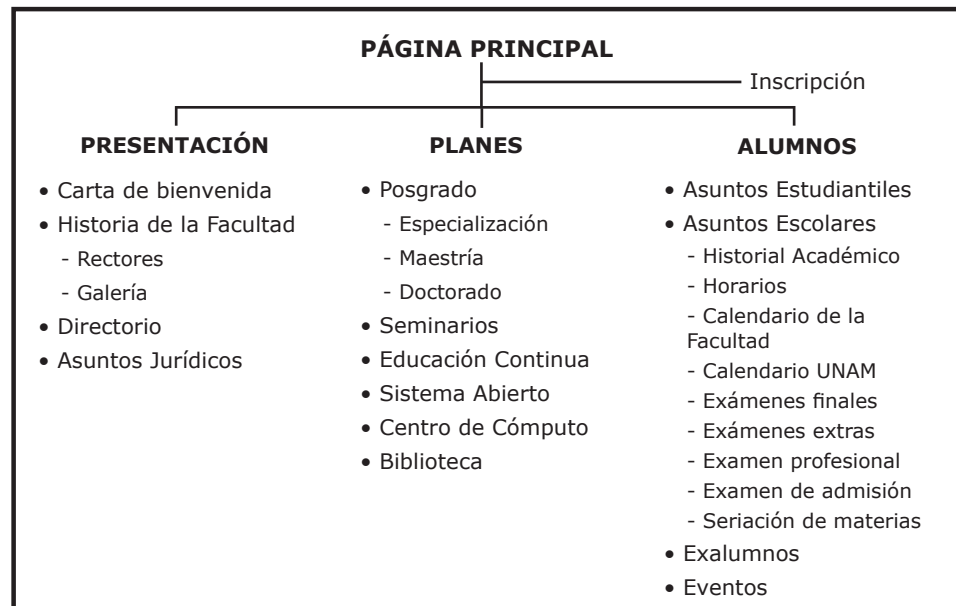 PÁGINA PRINCIPAL
Inscripción
PRESENTACIÓN
• Carta de bienvenida
• Historia de la Facultad
- Rectores
- Galería
• Directorio
• Asuntos Jurídicos
PLANES
• Posgrado
- Especialización
- Maestría
- Doctorado
• Seminarios
• Educación Continua
• Sistema Abierto
• Centro de Cómputo
• Biblioteca
ALUMNOS
• Asuntos Estudiantiles
• Asuntos Escolares
- Historial Académico
- Horarios
- Calendario de la
Facultad
- Calendario UNAM
- Exámenes finales
- Exámenes extras
- Examen profesional
- Examen de admisión
- Seriación de materias
• Exalumnos
• Eventos